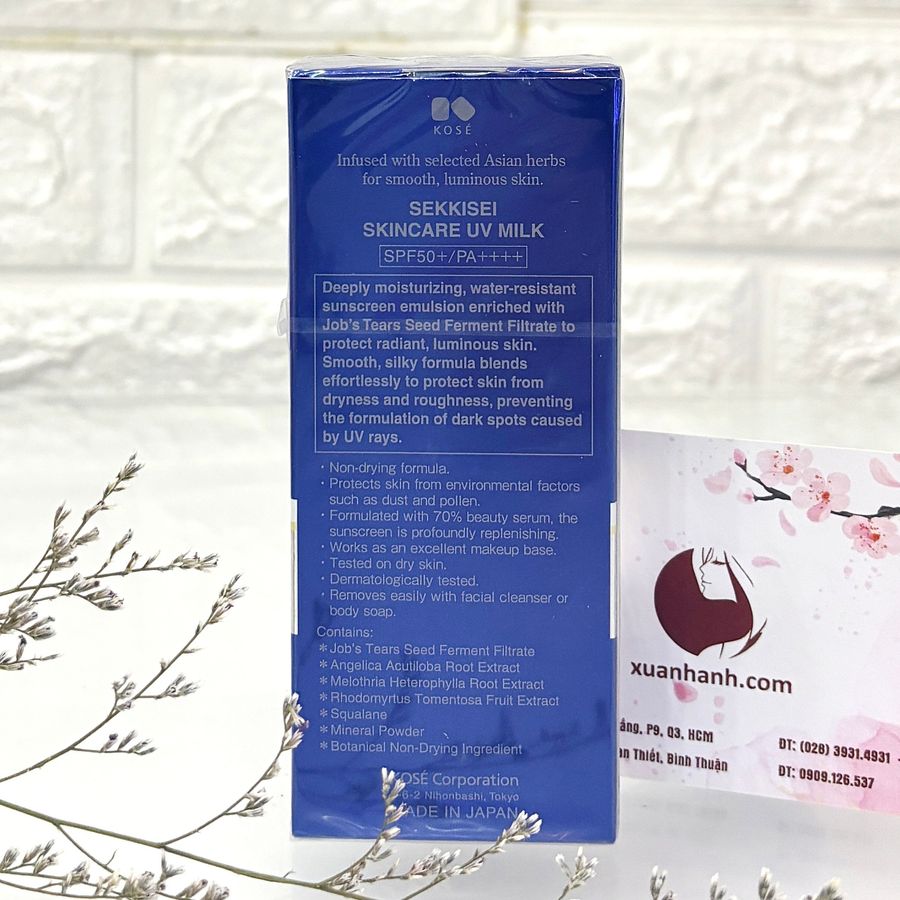 KOSÉ
Infused with selected Asian herbs
for smooth, luminous skin.
SEKKISEI
SKINCARE UV MILK
SPF50+/PA++++
Deeply moisturizing, water-resistant
sunscreen emulsion enriched with
Job's Tears Seed Ferment Filtrate to
protect radiant, luminous skin.
Smooth, silky formula blends
effortlessly to protect skin from
dryness and roughness, preventing
the formulation of dark spots caused
by UV rays.
· Non-drying formula.
· Protects skin from environmental factors
such as dust and pollen.
· Formulated with 70% beauty serum, the
sunscreen is profoundly replenishing.
· Works as an excellent makeup base.
· Tested on dry skin.
· Dermatologically tested.
· Removes easily with facial cleanser or
body soap.
Contains:
* Job's Tears Seed Ferment Filtrate
* Angelica Acutiloba Root Extract
* Melothria Heterophylla Root Extract
* Rhodomyrtus Tomentosa Fruit Extract
* Squalane
* Mineral Powder
* Botanical Non-Drying Ingredient
KOSÉ Corporation
6-2 Nihonbashi, Tokyo
MADE IN JAPAN
xuanhanh.com
P9, Q3, HCM
Thiết, Bình Thuận
ĐT: (028) 3931.4931 -
ĐT: 0909.126.537